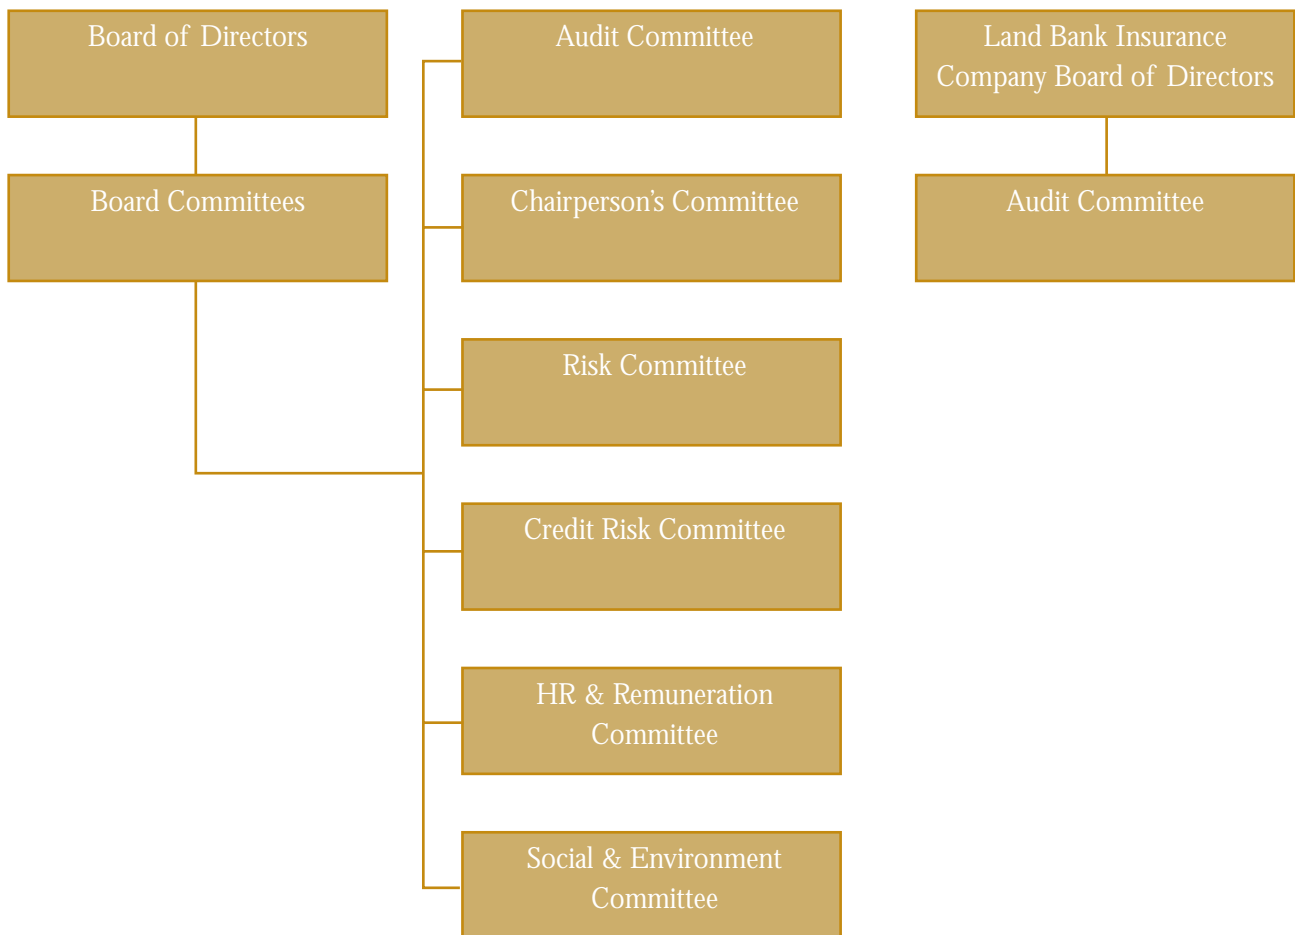 Board of Directors
Board Committees
Audit Committee
Chairperson's Committee
Risk Committee
Credit Risk Committee
HR & Remuneration
Committee
Social & Environment
Committee
Land Bank Insurance
Company Board of Directors
Audit Committee